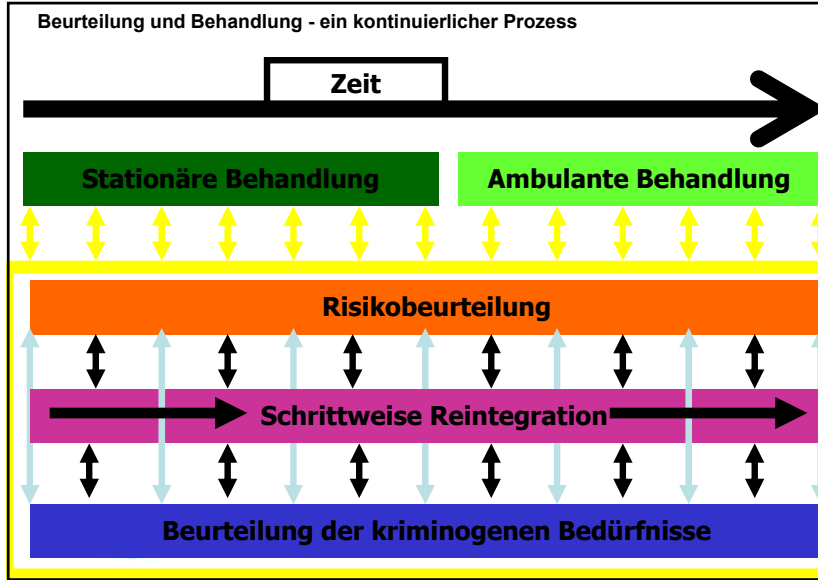 Beurteilung und Behandlung - ein kontinuierlicher Prozess
Zeit
Stationäre Behandlung
Ambulante Behandlung
Risikobeurteilung
Schrittweise Reintegration
Beurteilung der kriminogenen Bedürfnisse